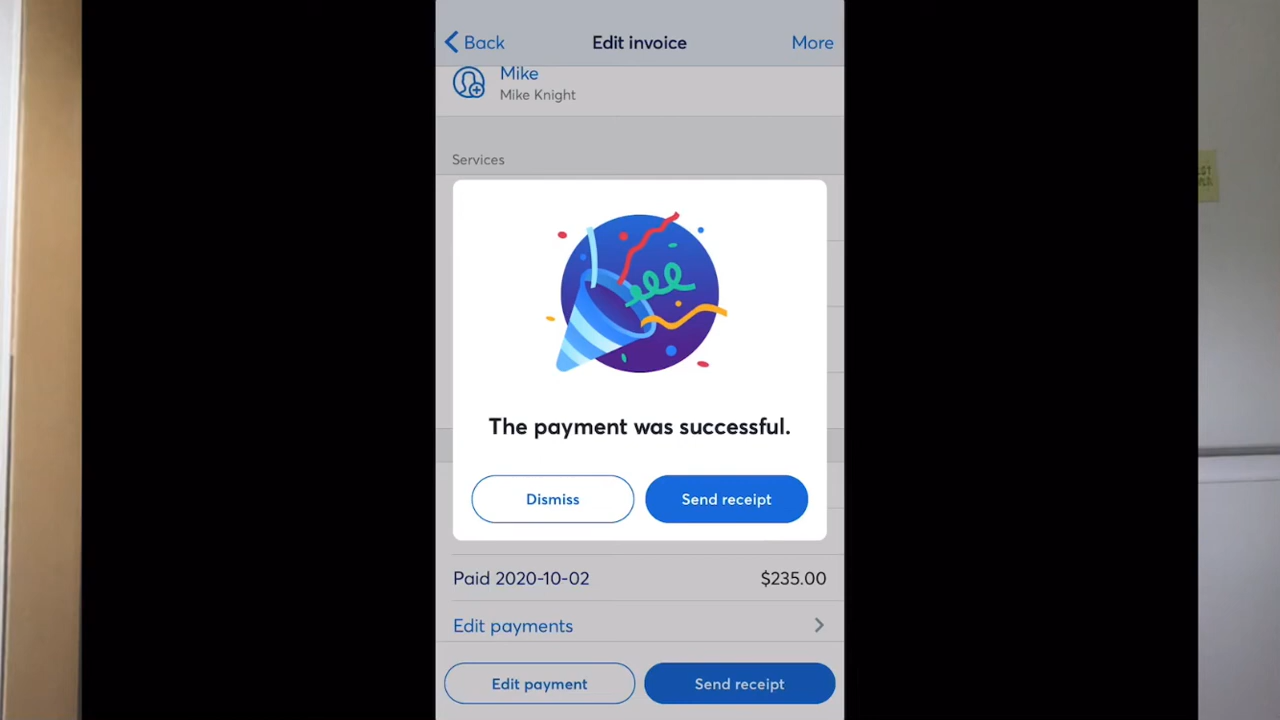 Back
Edit invoice
More
Mike
Mike Knight
Services
The payment was successful.
Dismiss
Send receipt
Paid 2020-10-02
$235.00
Edit payments
Edit payment
Send receipt